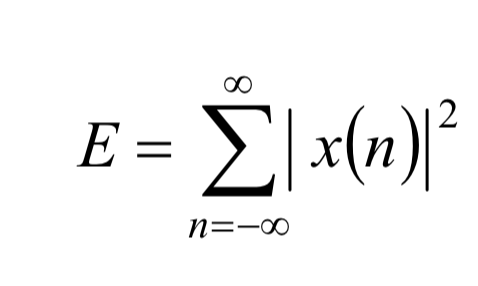 E = ∞∑n=−∞ | x(n)|²